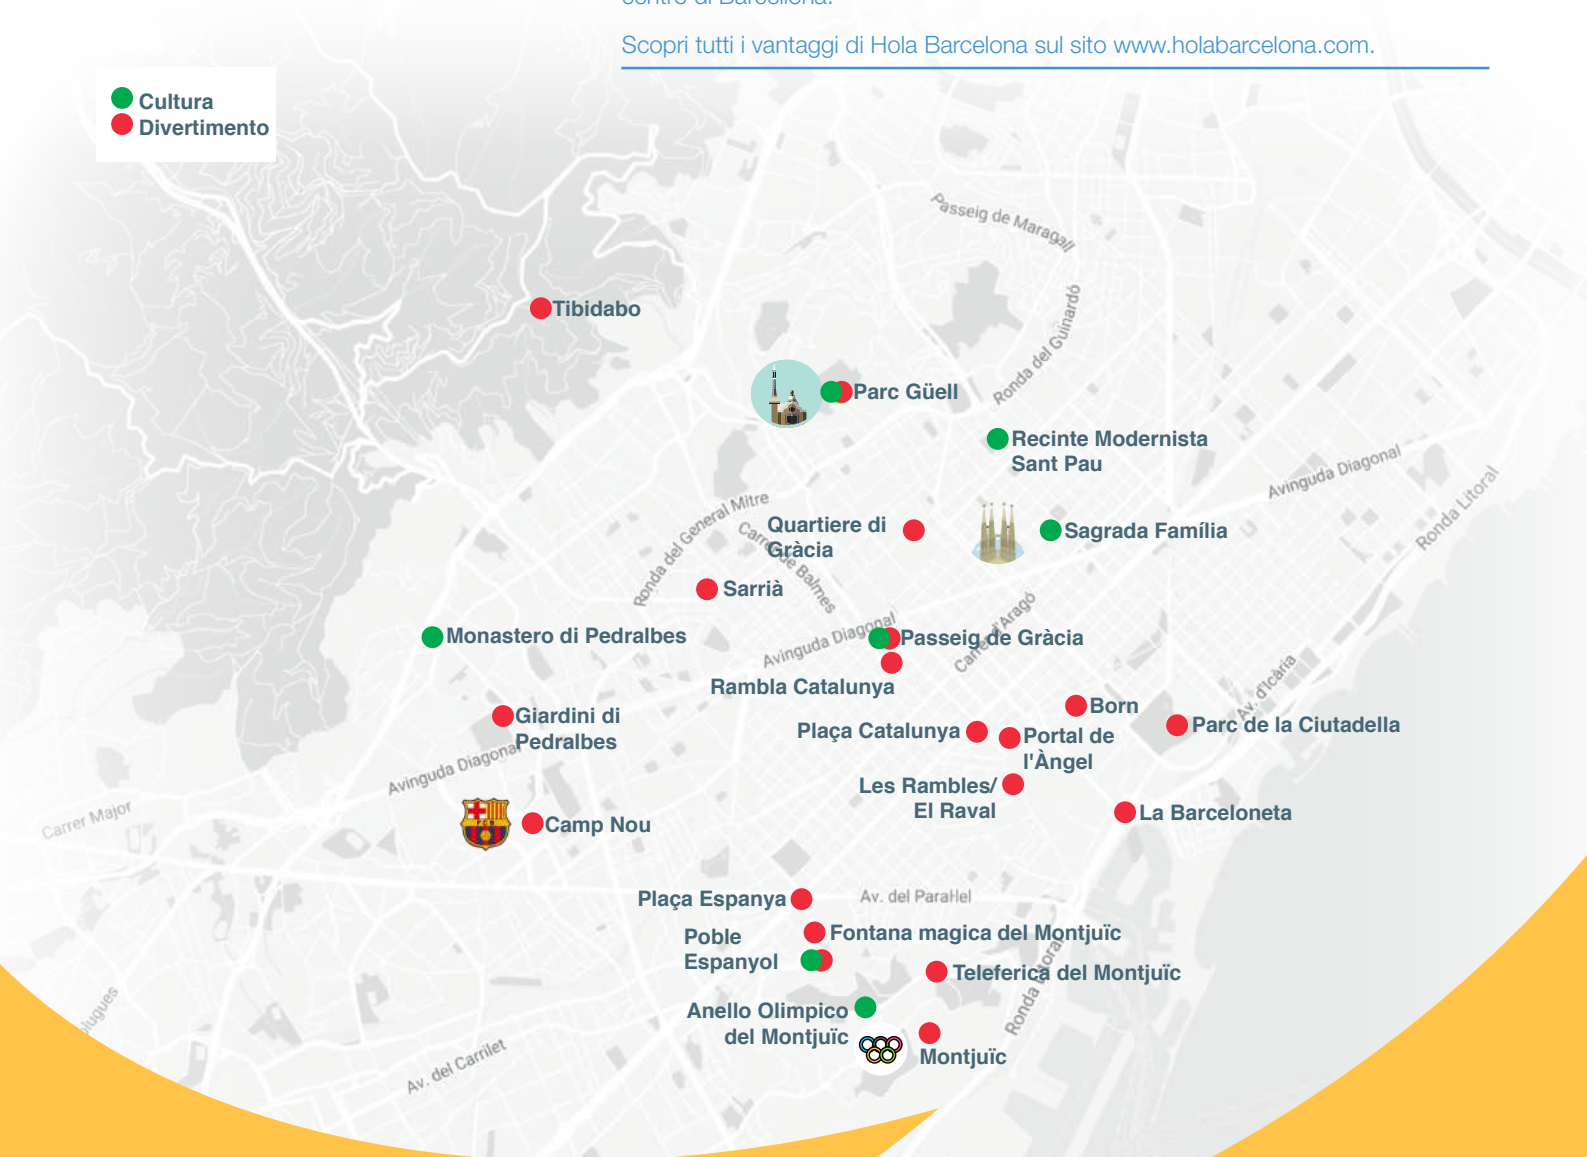 centro di Barcellona.
Scopri tutti i vantaggi di Hola Barcelona sul sito www.holabarcelona.com.
Cultura
Divertimento
Passeig de Maragall
Tibidabo
Ronda del Guinardó
Parc Güell
Recinte Modernista
Sant Pau
Avinguda Diagonal
Ronda Litoral
Ronda del General Mitre
Carrer de Balmes
Quartiere di
Gràcia
Sagrada Família
Sarrià
Carrer d'Aragó
Monastero di Pedralbes
Avinguda Diagonal
Passeig de Gràcia
Rambla Catalunya
Av. d'Icària
Born
Giardini di
Pedralbes
Plaça Catalunya
Portal de
l'Àngel
Parc de la Ciutadella
Avinguda Diagonal
Les Rambles/
El Raval
Carrer Major
Camp Nou
La Barceloneta
Plaça Espanya
Av. del Paral·lel
Fontana magica del Montjuïc
Poble
Espanyol
Teleferica del Montjuïc
Ronda Litoral
Anello Olimpico
del Montjuïc
Montjuïc
Av. del Carrilet